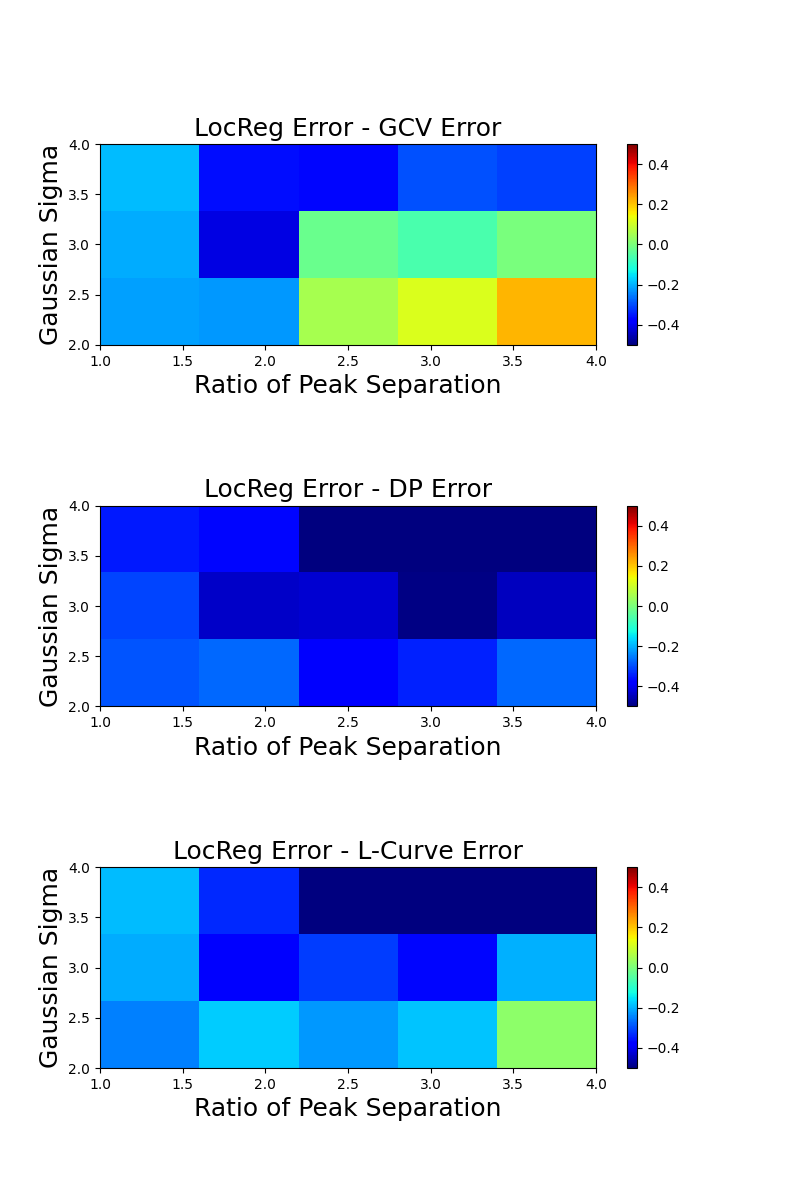 LocReg Error - GCV Error
Gaussian Sigma
4.0
3.5
3.0
2.5
2.0
1.0 1.5 2.0 2.5 3.0 3.5 4.0
Ratio of Peak Separation
0.4
0.2
0.0
−0.2
−0.4
LocReg Error - DP Error
Gaussian Sigma
4.0
3.5
3.0
2.5
2.0
1.0 1.5 2.0 2.5 3.0 3.5 4.0
Ratio of Peak Separation
0.4
0.2
0.0
−0.2
−0.4
LocReg Error - L-Curve Error
Gaussian Sigma
4.0
3.5
3.0
2.5
2.0
1.0 1.5 2.0 2.5 3.0 3.5 4.0
Ratio of Peak Separation
0.4
0.2
0.0
−0.2
−0.4